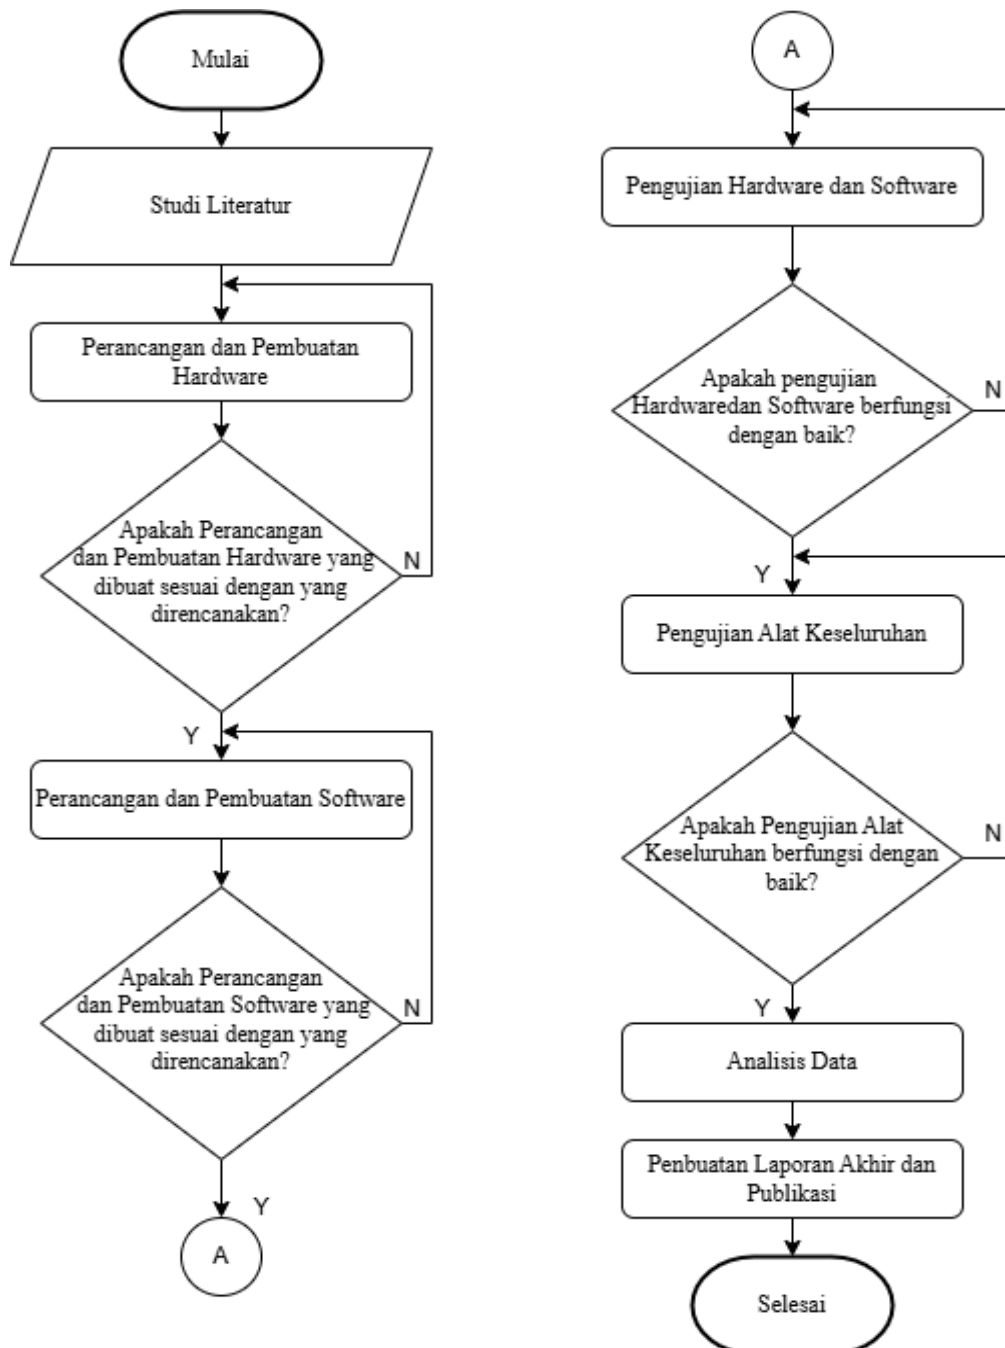 Mulai
Studi Literatur
Perancangan dan Pembuatan
Hardware
Apakah Perancangan
dan Pembuatan Hardware yang
dibuat sesuai dengan yang
direncanakan?
N
Y
Perancangan dan Pembuatan Software
Apakah Perancangan
dan Pembuatan Software yang
dibuat sesuai dengan yang
direncanakan?
N
Y
A
A
Pengujian Hardware dan Software
Apakah pengujian
Hardwaredan Software berfungsi
dengan baik?
N
Y
Pengujian Alat Keseluruhan
Apakah Pengujian Alat
Keseluruhan berfungsi dengan
baik?
N
Y
Analisis Data
Penbuatan Laporan Akhir dan
Publikasi
Selesai